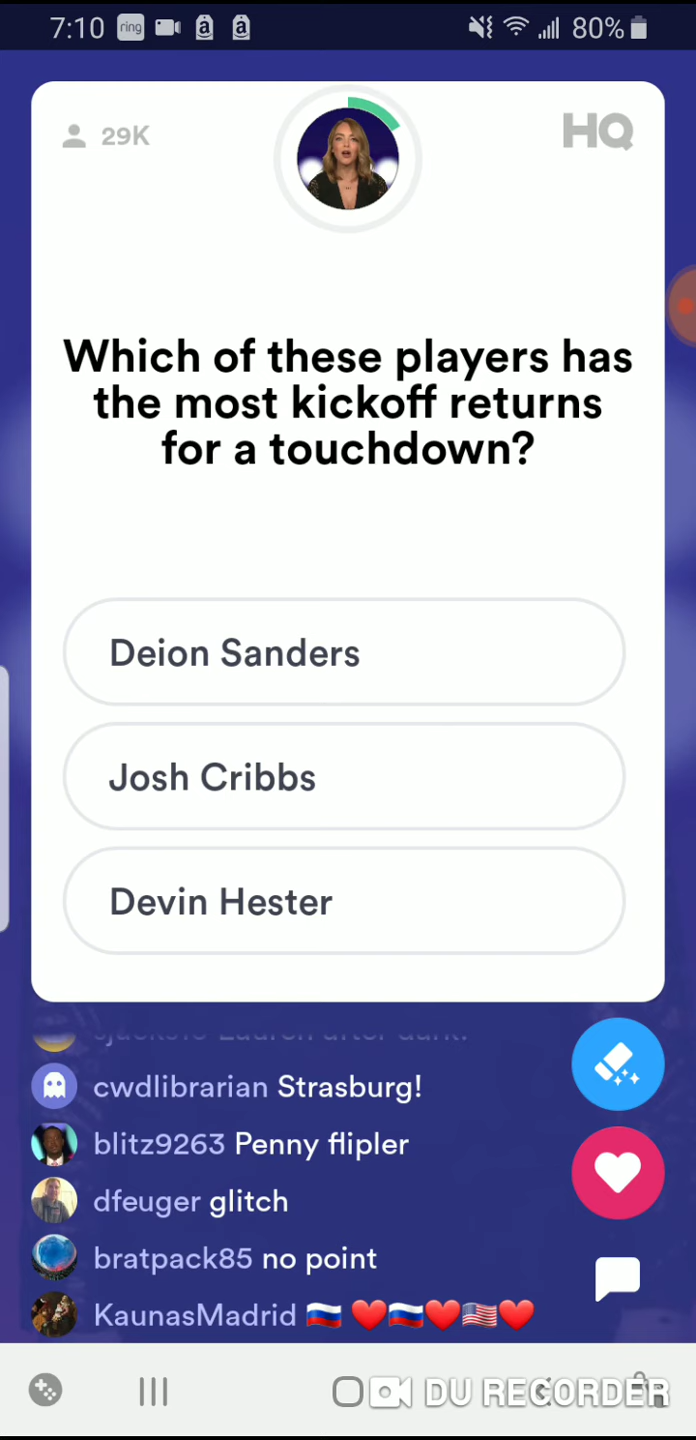 7:10 ring a a 80%
29K
HQ
Which of these players has
the most kickoff returns
for a touchdown?
Deion Sanders
Josh Cribbs
Devin Hester
cwdlibrarian Strasburg!
blitz9263 Penny flipler
dfeuger glitch
bratpack85 no point
KaunasMadrid 🇷🇺 ❤️🇷🇺❤️🇺🇸❤️
DU RECORDER